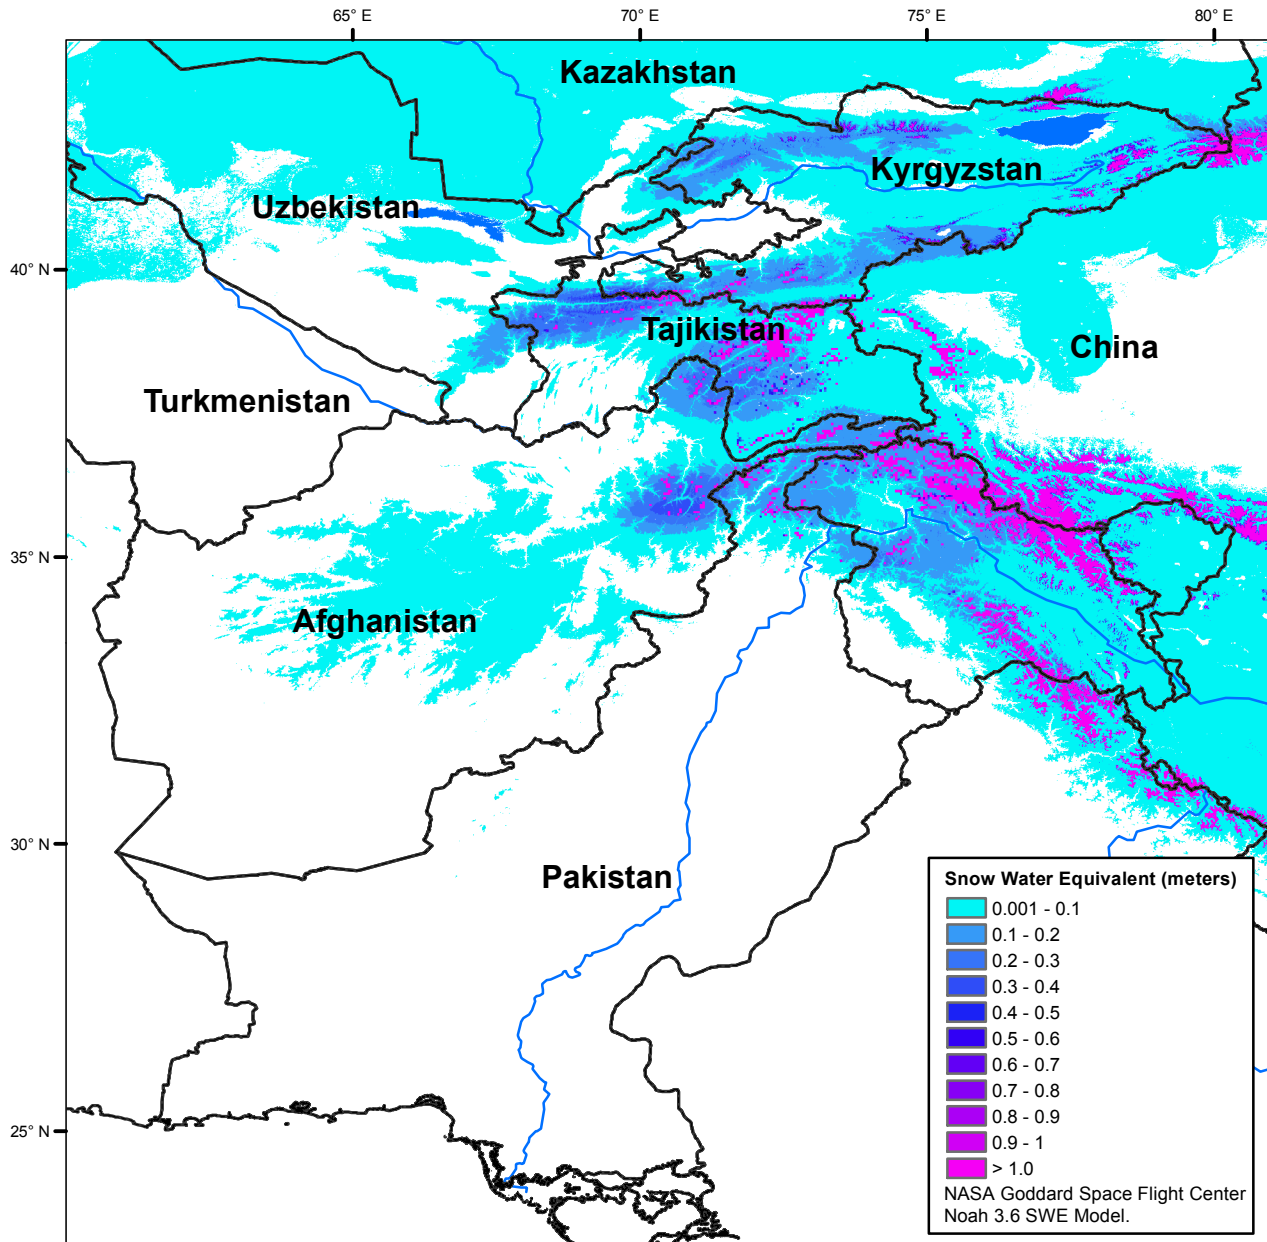 65° E
70° E
75° E
80° E
Kazakhstan
Kyrgyzstan
Uzbekistan
40° N
Tajikistan
China
Turkmenistan
35° N
Afghanistan
30° N
Pakistan
25° N
Snow Water Equivalent (meters)
0.001 - 0.1
0.1 - 0.2
0.2 - 0.3
0.3 - 0.4
0.4 - 0.5
0.5 - 0.6
0.6 - 0.7
0.7 - 0.8
0.8 - 0.9
0.9 - 1
> 1.0
NASA Goddard Space Flight Center
Noah 3.6 SWE Model.